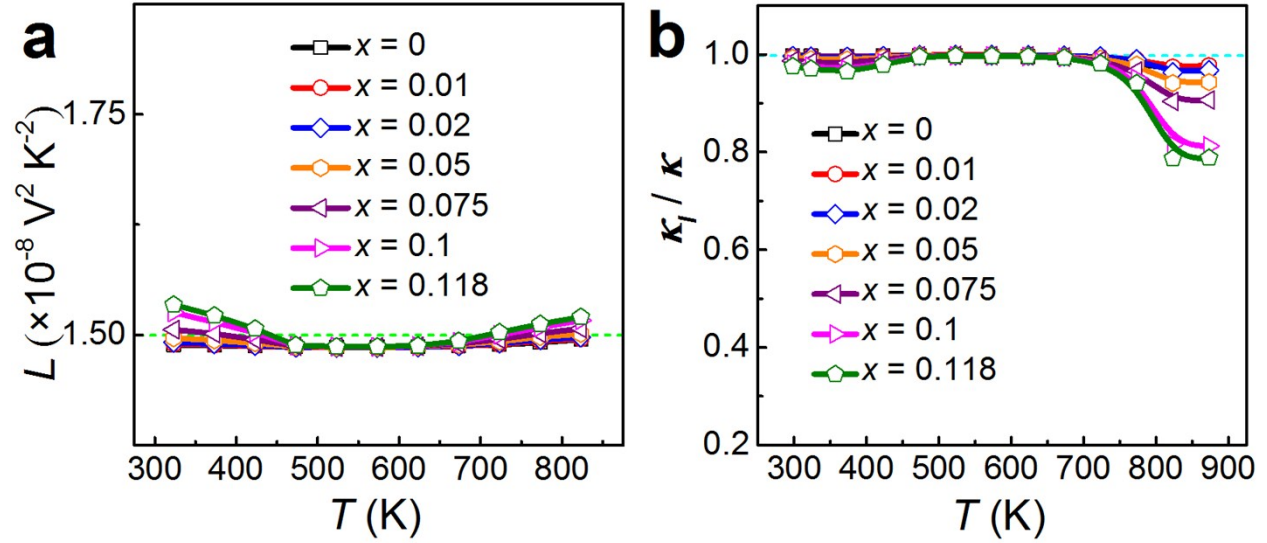 a
x = 0
x = 0.01
x = 0.02
x = 0.05
x = 0.075
x = 0.1
x = 0.118
L (×10⁻⁸ V² K⁻²)
1.75
1.50
300 400 500 600 700 800
T (K)
b
x = 0
x = 0.01
x = 0.02
x = 0.05
x = 0.075
x = 0.1
x = 0.118
κₗ / κ
1.0
0.8
0.6
0.4
0.2
300 400 500 600 700 800 900
T (K)